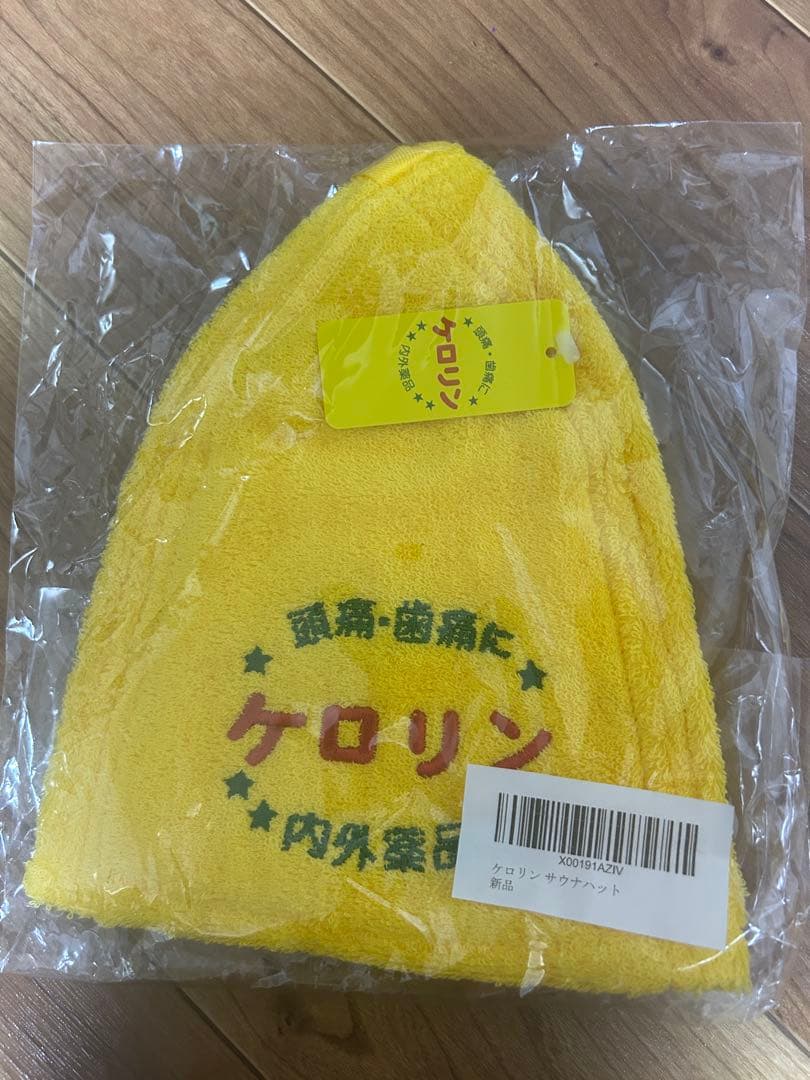 頭痛・歯痛に
ケロリン
内外薬品
頭痛・歯痛に
ケロリン
内外薬品
X00191AZIV
ケロリン サウナハット
新品